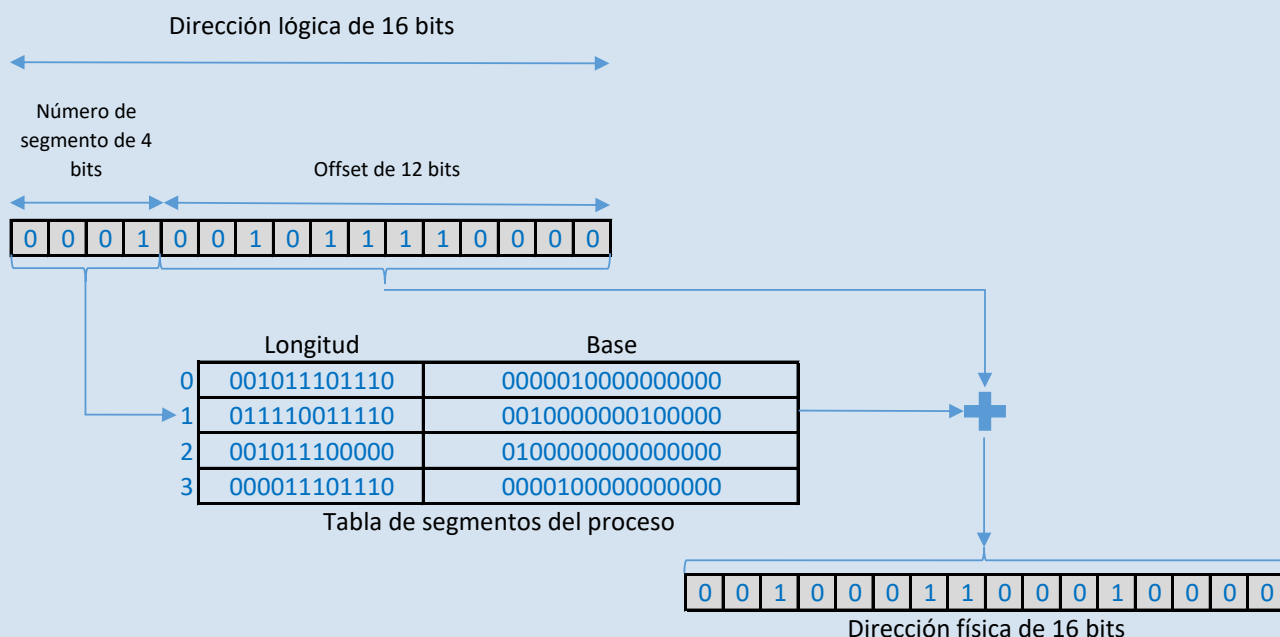 Dirección lógica de 16 bits
Número de
segmento de 4
bits
Offset de 12 bits
0 0 0 1 0 0 1 0 1 1 1 1 0 0 0 0
Longitud Base
0 001011101110 0000010000000000
1 011110011110 0010000000100000
2 001011100000 0100000000000000
3 000011101110 0000100000000000
Tabla de segmentos del proceso
0 0 1 0 0 0 1 1 0 0 0 1 0 0 0 0
Dirección física de 16 bits